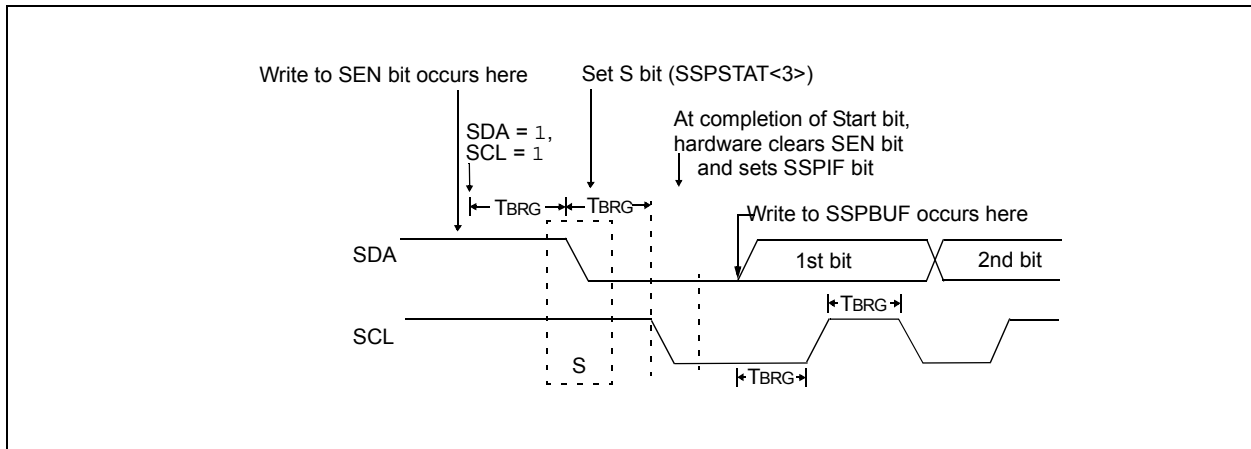 Write to SEN bit occurs here
Set S bit (SSPSTAT<3>)
SDA = 1,
SCL = 1
At completion of Start bit,
hardware clears SEN bit
and sets SSPIF bit
TBRG
TBRG
Write to SSPBUF occurs here
SDA
1st bit
2nd bit
TBRG
SCL
S
TBRG